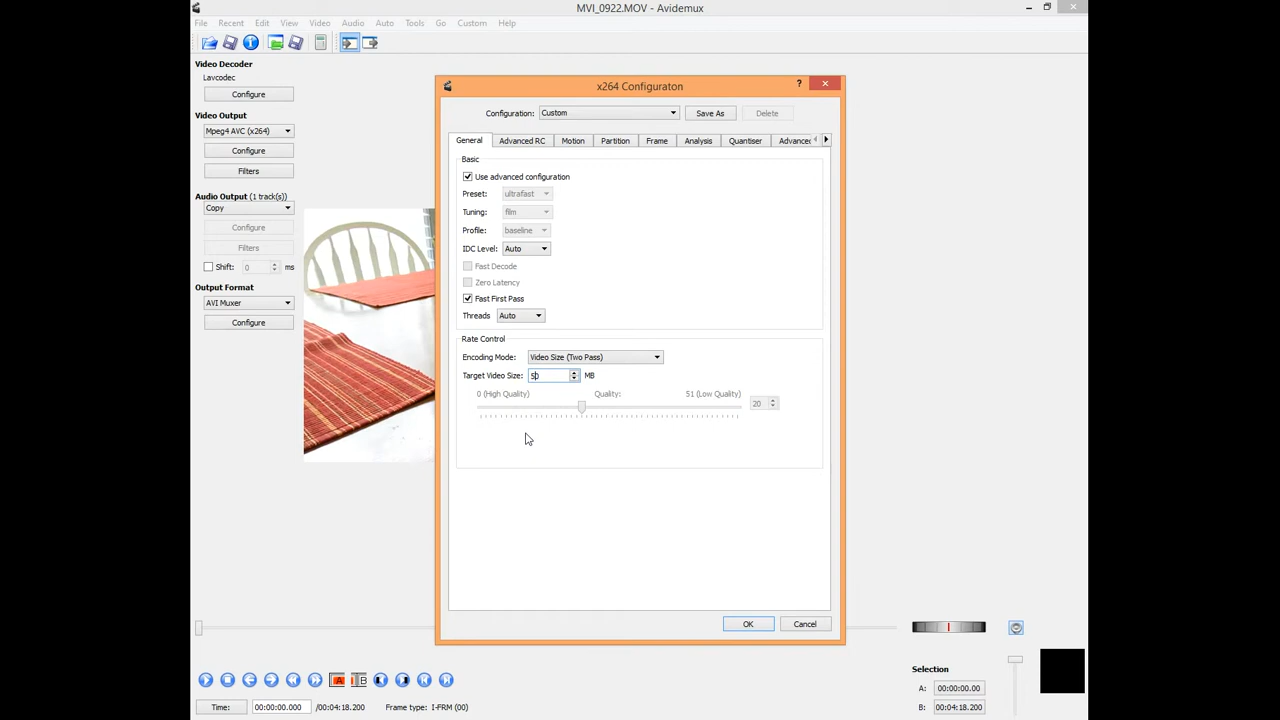 MVI_0922.MOV - Avidemux
File Recent Edit View Video Audio Auto Tools Go Custom Help
Video Decoder
Lavcodec
Configure
Video Output
Mpeg4 AVC (x264)
Configure
Filters
Audio Output (1 track(s))
Copy
Configure
Filters
Shift: 0 ms
Output Format
AVI Muxer
Configure
x264 Configuraton
?
Configuration: Custom Save As Delete
General Advanced RC Motion Partition Frame Analysis Quantiser Advanced
Basic
Use advanced configuration
Preset: ultrafast
Tuning: film
Profile: baseline
IDC Level: Auto
Fast Decode
Zero Latency
Fast First Pass
Threads Auto
Rate Control
Encoding Mode: Video Size (Two Pass)
Target Video Size: 50 MB
0 (High Quality) Quality: 51 (Low Quality)
20
OK Cancel
A B
Time: 00:00:00.000 /00:04:18.200 Frame type: I-FRM (00)
Selection
A: 00:00:00.00
B: 00:04:18.200